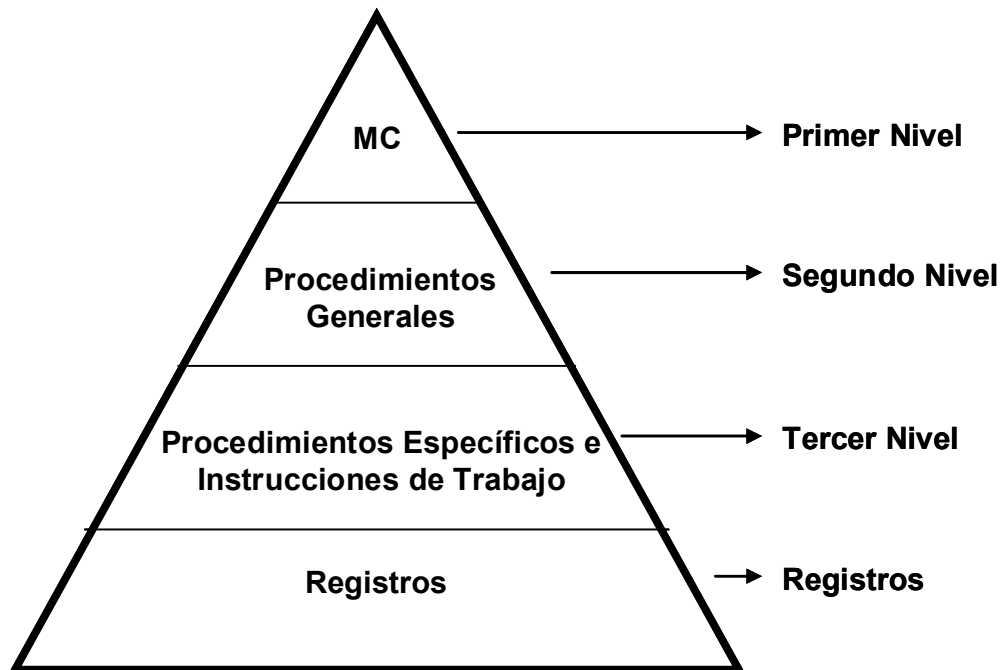 MC
Primer Nivel
Procedimientos
Generales
Segundo Nivel
Procedimientos Específicos e
Instrucciones de Trabajo
Tercer Nivel
Registros
Registros